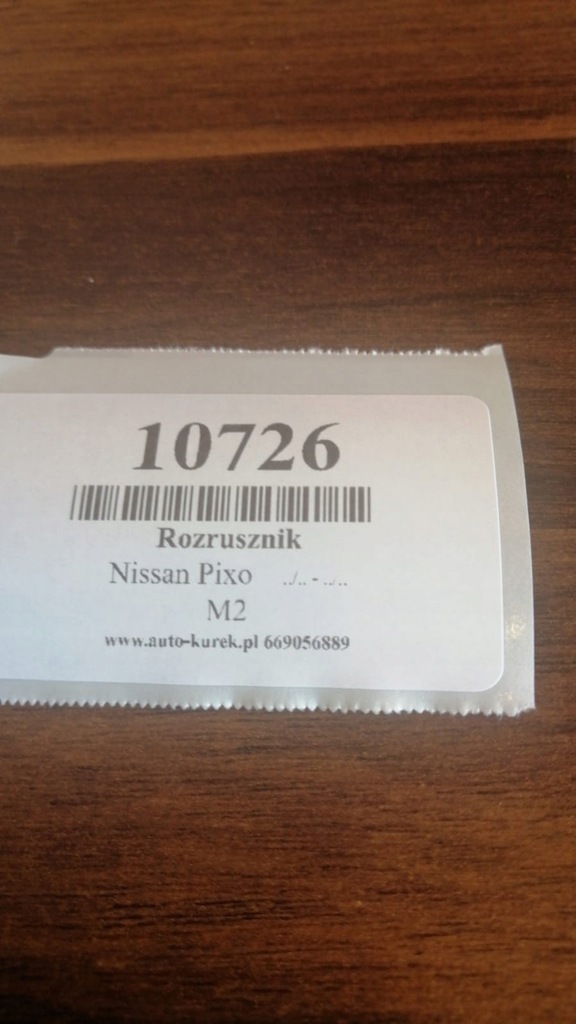 10726
Rozrusznik
Nissan Pixo ../.. - ../..
M2
www.auto-kurek.pl 669056889